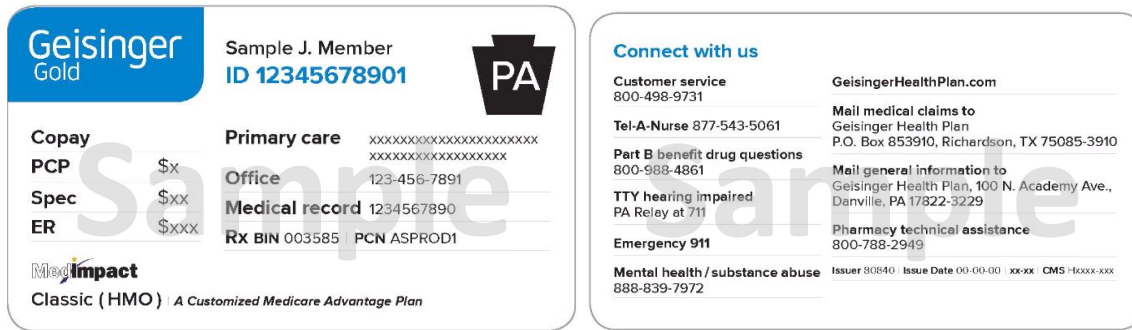 Geisinger
Gold
Sample J. Member
ID 12345678901
PA
Copay
PCP $x
Spec $xx
ER $xxx
Primary care xxxxxxxxxxxxxxxxxxxxxx
xxxxxxxxxxxxxxxxxx
Office 123-456-7891
Medical record 1234567890
Rx BIN 003585 | PCN ASPROD1
MedImpact
Classic (HMO) | A Customized Medicare Advantage Plan
Sample
Connect with us
Customer service
800-498-9731
Tel-A-Nurse 877-543-5061
Part B benefit drug questions
800-988-4861
TTY hearing impaired
PA Relay at 711
Emergency 911
Mental health / substance abuse
888-839-7972
GeisingerHealthPlan.com
Mail medical claims to
Geisinger Health Plan
P.O. Box 853910, Richardson, TX 75085-3910
Mail general information to
Geisinger Health Plan, 100 N. Academy Ave.,
Danville, PA 17822-3229
Pharmacy technical assistance
800-788-2949
Issuer 80840 | Issue Date 00-00-00 | xx-xx | CMS Hxxxx-xxx
Sample